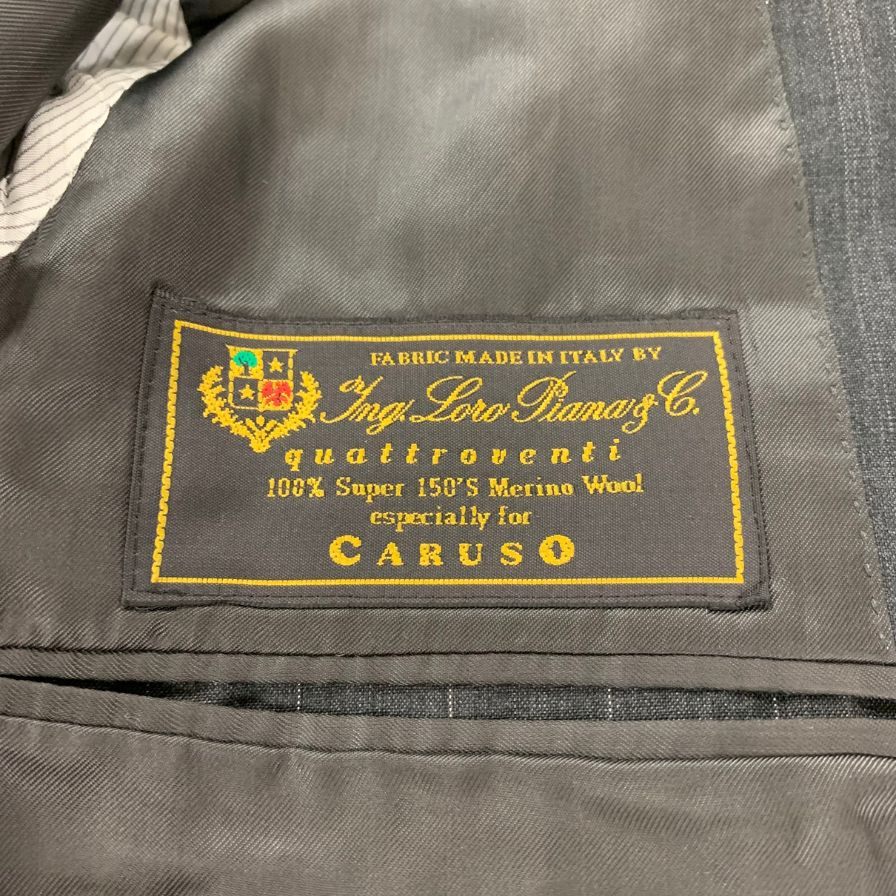 FABRIC MADE IN ITALY BY
Ing. Loro Piana & C.
quattroventi
100% Super 150'S Merino Wool
especially for
CARUSO